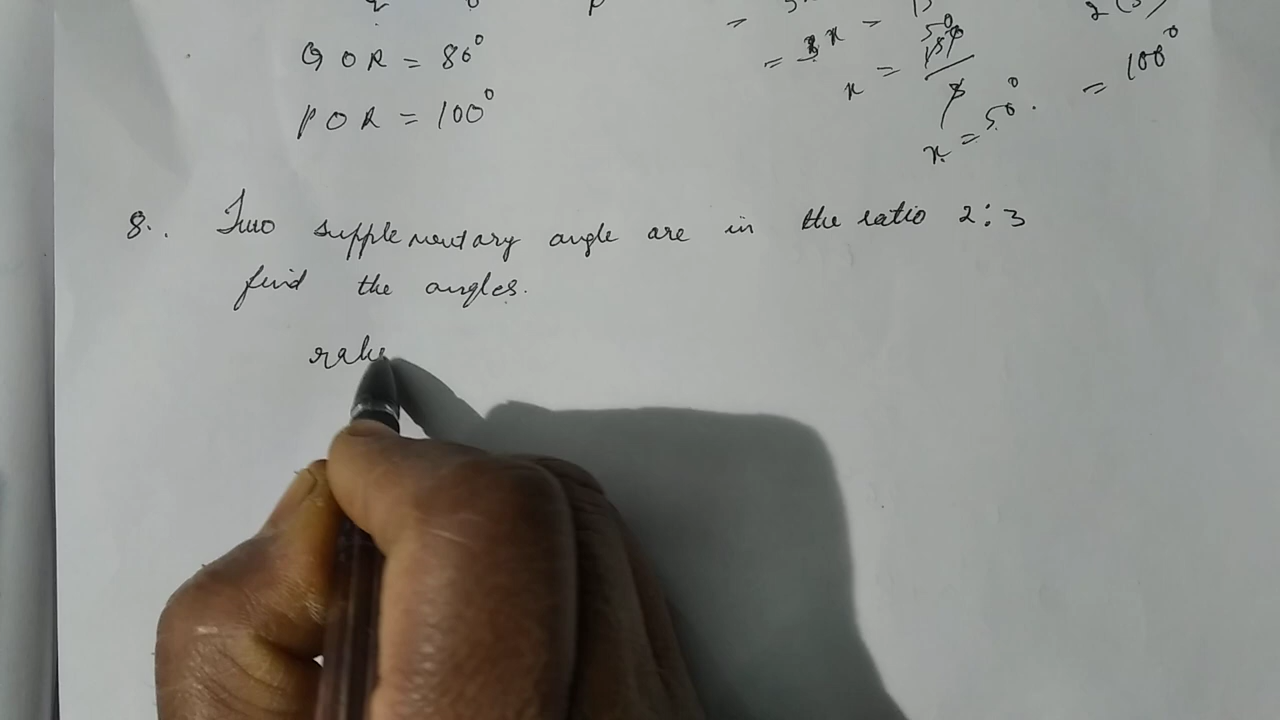 QOR = 80°
POR = 100°
= 3x =
x =
x = 50°.
= 100°
8.. Two supplementary angle are in the ratio 2:3
find the angles.